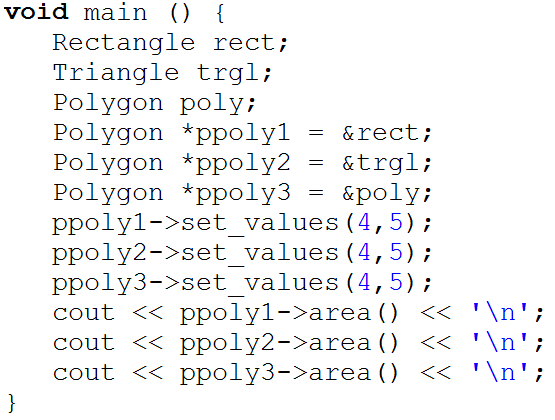 void main () {
Rectangle rect;
Triangle trgl;
Polygon poly;
Polygon *ppoly1 = &rect;
Polygon *ppoly2 = &trgl;
Polygon *ppoly3 = &poly;
ppoly1->set_values(4,5);
ppoly2->set_values(4,5);
ppoly3->set_values(4,5);
cout << ppoly1->area() << '\n';
cout << ppoly2->area() << '\n';
cout << ppoly3->area() << '\n';
}